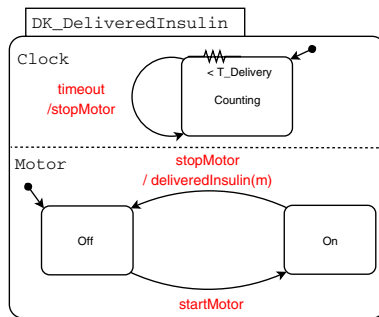 DK_DeliveredInsulin
Clock
< T_Delivery
timeout
/stopMotor
Counting
Motor
stopMotor
/ deliveredInsulin(m)
Off
On
startMotor